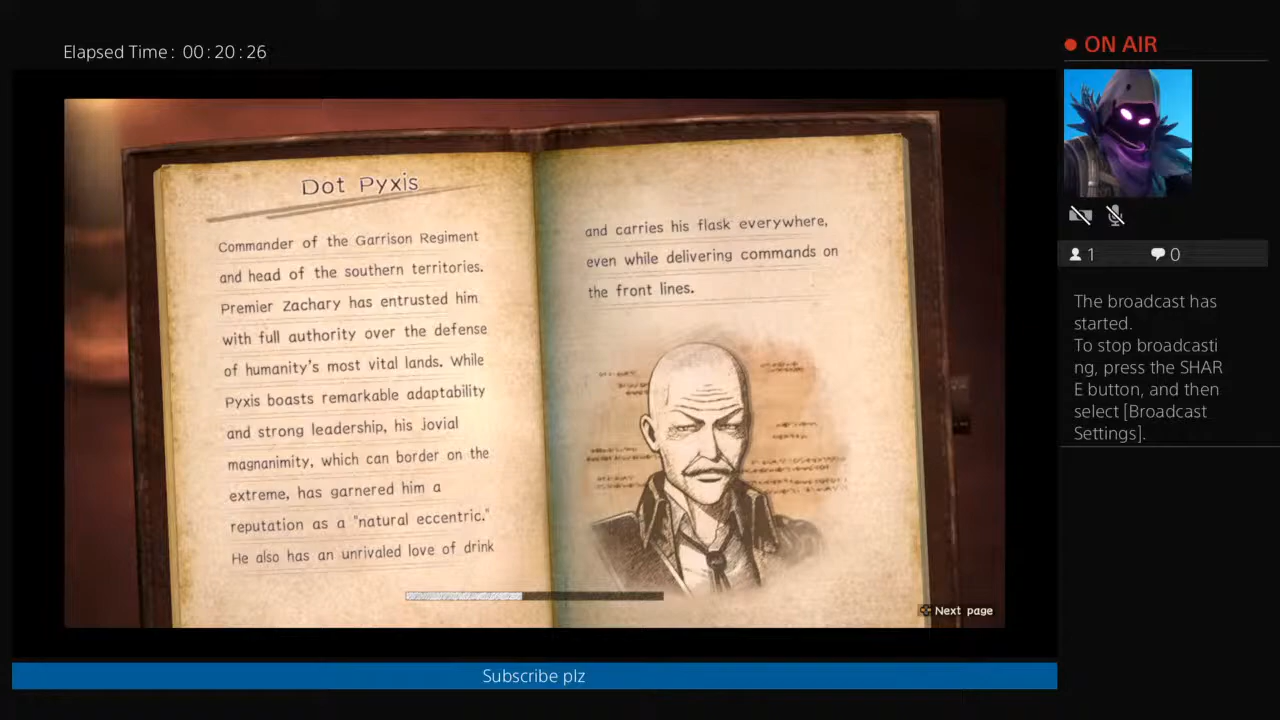 Elapsed Time: 00:20:26
ON AIR
Dot Pyxis
Commander of the Garrison Regiment
and head of the southern territories.
Premier Zachary has entrusted him
with full authority over the defense
of humanity's most vital lands. While
Pyxis boasts remarkable adaptability
and strong leadership, his jovial
magnanimity, which can border on the
extreme, has garnered him a
reputation as a "natural eccentric."
He also has an unrivaled love of drink
and carries his flask everywhere,
even while delivering commands on
the front lines.
Next page
1
0
The broadcast has
started.
To stop broadcasti
ng, press the SHAR
E button, and then
select [Broadcast
Settings].
Subscribe plz